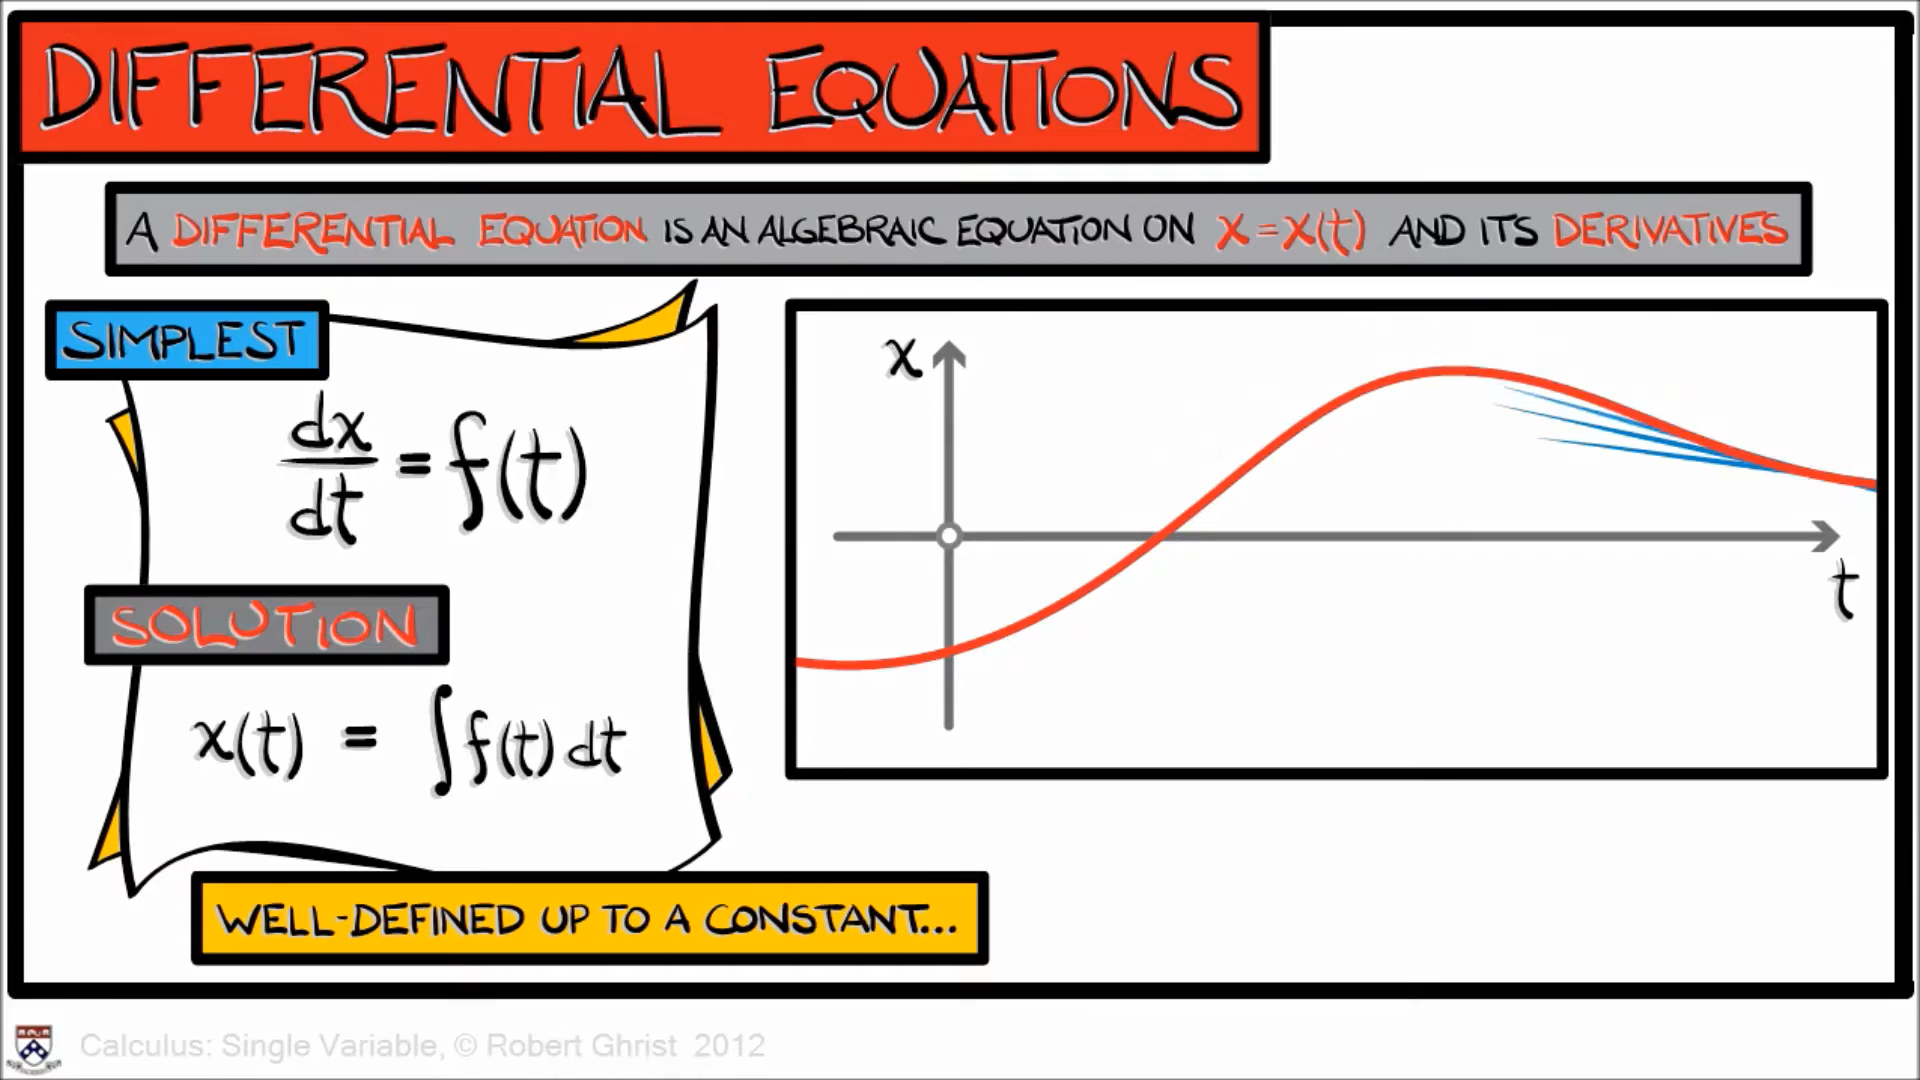 DIFFERENTIAL EQUATIONS
A DIFFERENTIAL EQUATION IS AN ALGEBRAIC EQUATION ON x=x(t) AND ITS DERIVATIVES
SIMPLEST
dx/dt = f(t)
SOLUTION
x(t) = ∫f(t) dt
WELL-DEFINED UP TO A CONSTANT...
x
t
Calculus: Single Variable, © Robert Ghrist 2012